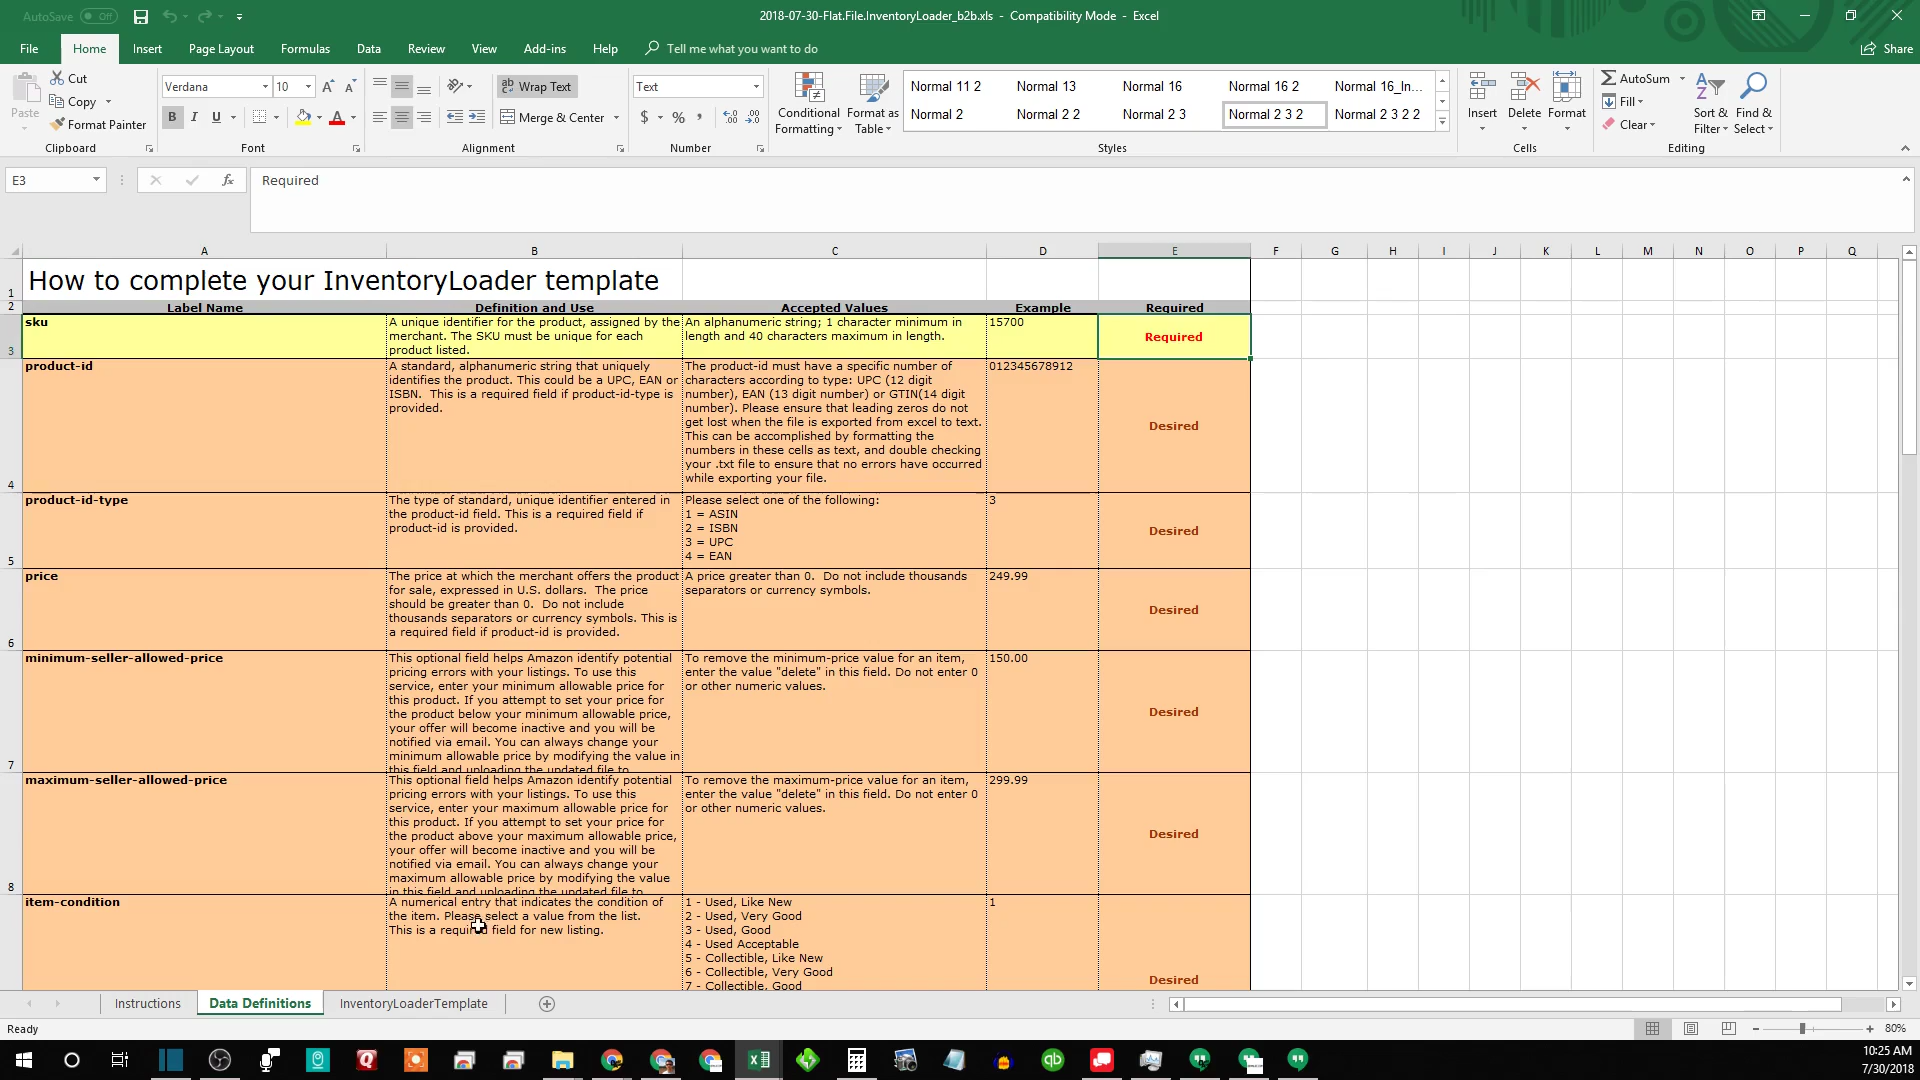 AutoSave Off
2018-07-30-Flat.File.InventoryLoader_b2b.xls - Compatibility Mode - Excel
File Home Insert Page Layout Formulas Data Review View Add-ins Help Tell me what you want to do Share
Paste
Cut
Copy
Format Painter
Clipboard
Verdana 10
B I U
Font
Wrap Text
Merge & Center
Alignment
Text
$ % ,
Number
Conditional Formatting
Format as Table
Normal 11 2 Normal 13 Normal 16 Normal 16 2 Normal 16_In...
Normal 2 Normal 2 2 Normal 2 3 Normal 2 3 2 Normal 2 3 2 2
Styles
Insert Delete Format
Cells
AutoSum
Fill
Clear
Sort & Filter
Find & Select
Editing
E3 fx Required
A B C D E F G H I J K L M N O P Q
1 How to complete your InventoryLoader template
2 Label Name Definition and Use Accepted Values Example Required
3
sku
A unique identifier for the product, assigned by the
merchant. The SKU must be unique for each
product listed.
An alphanumeric string; 1 character minimum in
length and 40 characters maximum in length.
15700
Required
4
product-id
A standard, alphanumeric string that uniquely
identifies the product. This could be a UPC, EAN or
ISBN. This is a required field if product-id-type is
provided.
The product-id must have a specific number of
characters according to type: UPC (12 digit
number), EAN (13 digit number) or GTIN(14 digit
number). Please ensure that leading zeros do not
get lost when the file is exported from excel to text.
This can be accomplished by formatting the
numbers in these cells as text, and double checking
your .txt file to ensure that no errors have occurred
while exporting your file.
012345678912
Desired
5
product-id-type
The type of standard, unique identifier entered in
the product-id field. This is a required field if
product-id is provided.
Please select one of the following:
1 = ASIN
2 = ISBN
3 = UPC
4 = EAN
3
Desired
6
price
The price at which the merchant offers the product
for sale, expressed in U.S. dollars. The price
should be greater than 0. Do not include
thousands separators or currency symbols. This is
a required field if product-id is provided.
A price greater than 0. Do not include thousands
separators or currency symbols.
249.99
Desired
7
minimum-seller-allowed-price
This optional field helps Amazon identify potential
pricing errors with your listings. To use this
service, enter your minimum allowable price for
this product. If you attempt to set your price for
the product below your minimum allowable price,
your offer will become inactive and you will be
notified via email. You can always change your
minimum allowable price by modifying the value in
this field and uploading the updated file to
To remove the minimum-price value for an item,
enter the value "delete" in this field. Do not enter 0
or other numeric values.
150.00
Desired
8
maximum-seller-allowed-price
This optional field helps Amazon identify potential
pricing errors with your listings. To use this
service, enter your maximum allowable price for
this product. If you attempt to set your price for
the product above your maximum allowable price,
your offer will become inactive and you will be
notified via email. You can always change your
maximum allowable price by modifying the value
in this field and uploading the updated file to
To remove the maximum-price value for an item,
enter the value "delete" in this field. Do not enter 0
or other numeric values.
299.99
Desired
item-condition
A numerical entry that indicates the condition of
the item. Please select a value from the list.
This is a required field for new listing.
1 - Used, Like New
2 - Used, Very Good
3 - Used, Good
4 - Used Acceptable
5 - Collectible, Like New
6 - Collectible, Very Good
7 - Collectible, Good
1
Desired
Instructions Data Definitions InventoryLoaderTemplate
Ready
80%
10:25 AM
7/30/2018